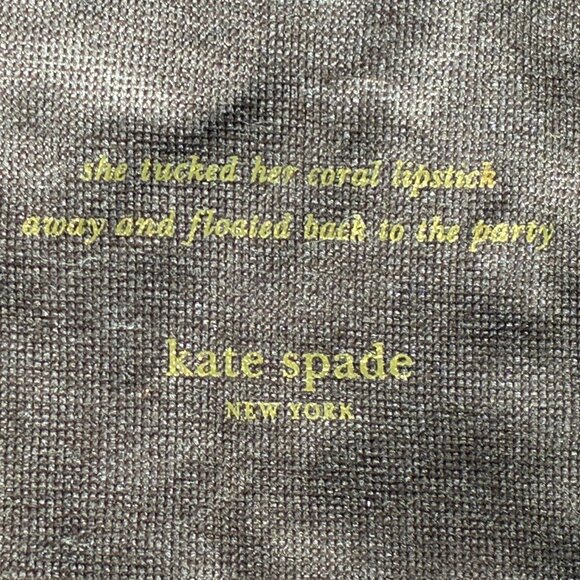 she tucked her coral lipstick
away and floated back to the party
kate spade
NEW YORK